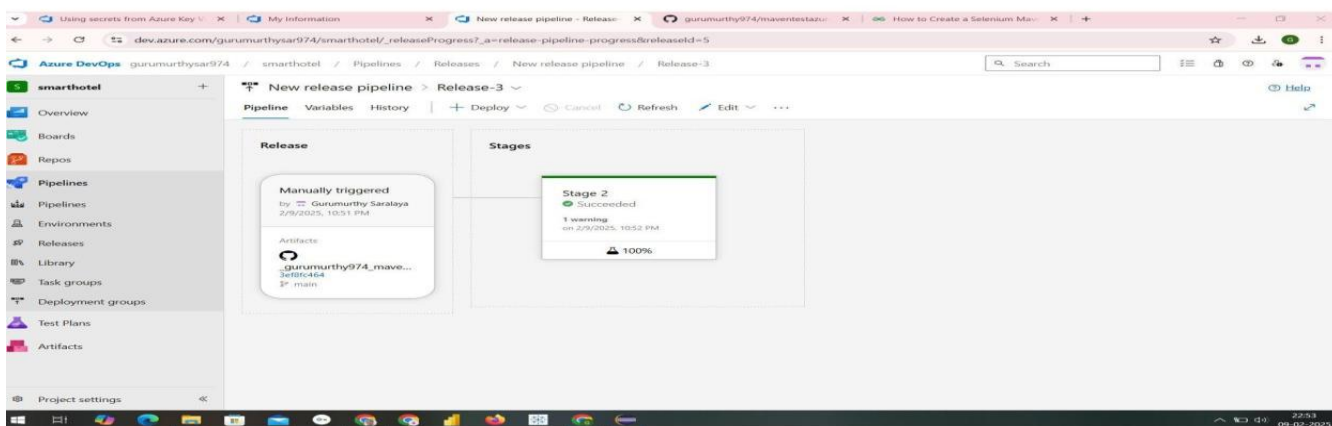 Using secrets from Azure Key V
My Information
New release pipeline - Release-
gurumurthy974/maventestazu
How to Create a Selenium Mav
dev.azure.com/gurumurthysar974/smarthotel/_releaseProgress?_a=release-pipeline-progress&releaseId=5
G
Azure DevOps gurumurthysar974 / smarthotel / Pipelines / Releases / New release pipeline / Release-3
Search
S smarthotel +
New release pipeline > Release-3
Help
Pipeline Variables History + Deploy Cancel Refresh Edit ...
Overview
Boards
Repos
Pipelines
Pipelines
Environments
Releases
Library
Task groups
Deployment groups
Test Plans
Artifacts
Project settings
Release
Manually triggered
by Gurumurthy Saralaya
2/9/2025, 10:51 PM
Artifacts
_gurumurthy974_mave...
3ef8fc464
main
Stages
Stage 2
Succeeded
1 warning
on 2/9/2025, 10:52 PM
100%
22:53
09-02-2025